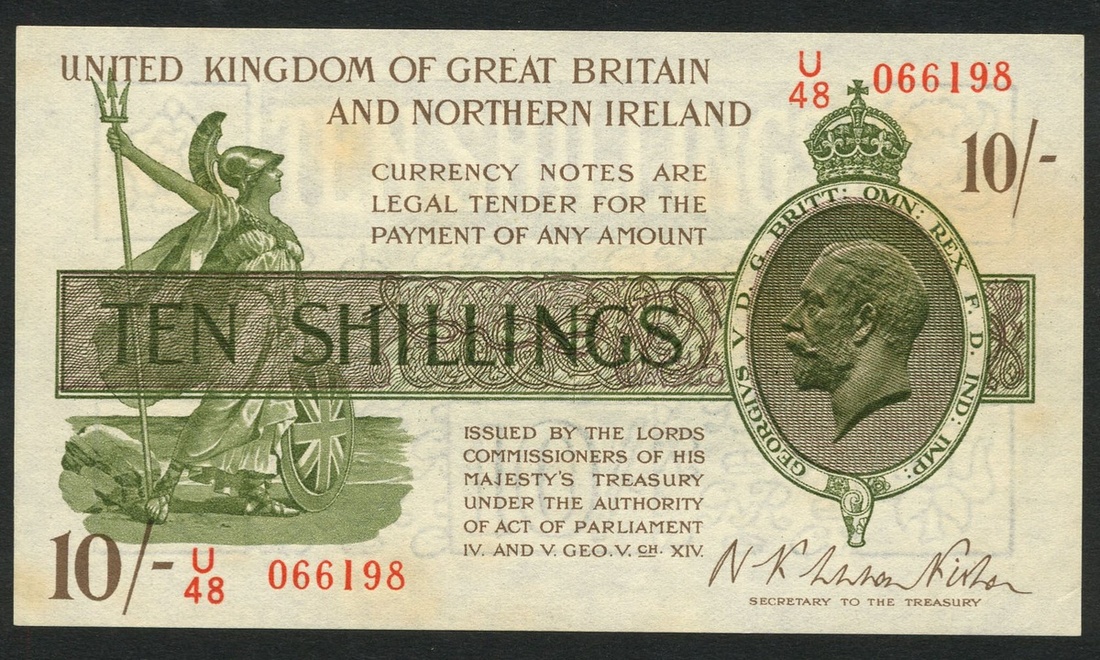 UNITED KINGDOM OF GREAT BRITAIN
AND NORTHERN IRELAND
U
48 066198
10/-
CURRENCY NOTES ARE
LEGAL TENDER FOR THE
PAYMENT OF ANY AMOUNT
TEN SHILLINGS
GEORGIVS V D. G. BRITT: OMN: REX F. D. IND: IMP:
ISSUED BY THE LORDS
COMMISSIONERS OF HIS
MAJESTY'S TREASURY
UNDER THE AUTHORITY
OF ACT OF PARLIAMENT
IV. AND V. GEO. V. CH. XIV.
10/- U
48 066198
SECRETARY TO THE TREASURY